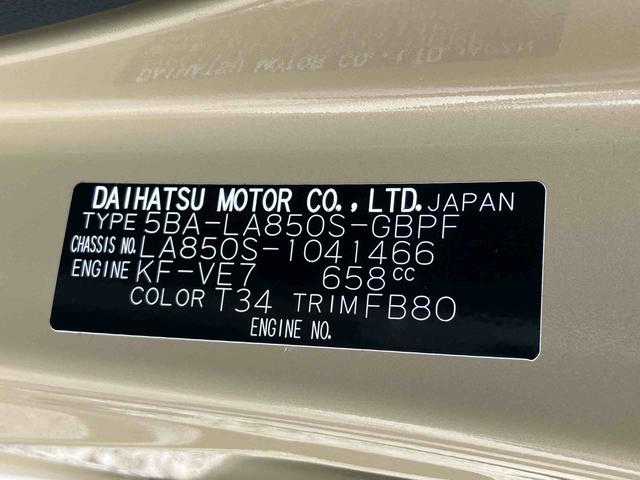 DAIHATSU MOTOR CO., LTD. JAPAN
TYPE 5BA-LA850S-GBPF
CHASSIS NO. LA850S-1041466
ENGINE KF-VE7 658cc
COLOR T34 TRIM FB80
ENGINE NO.